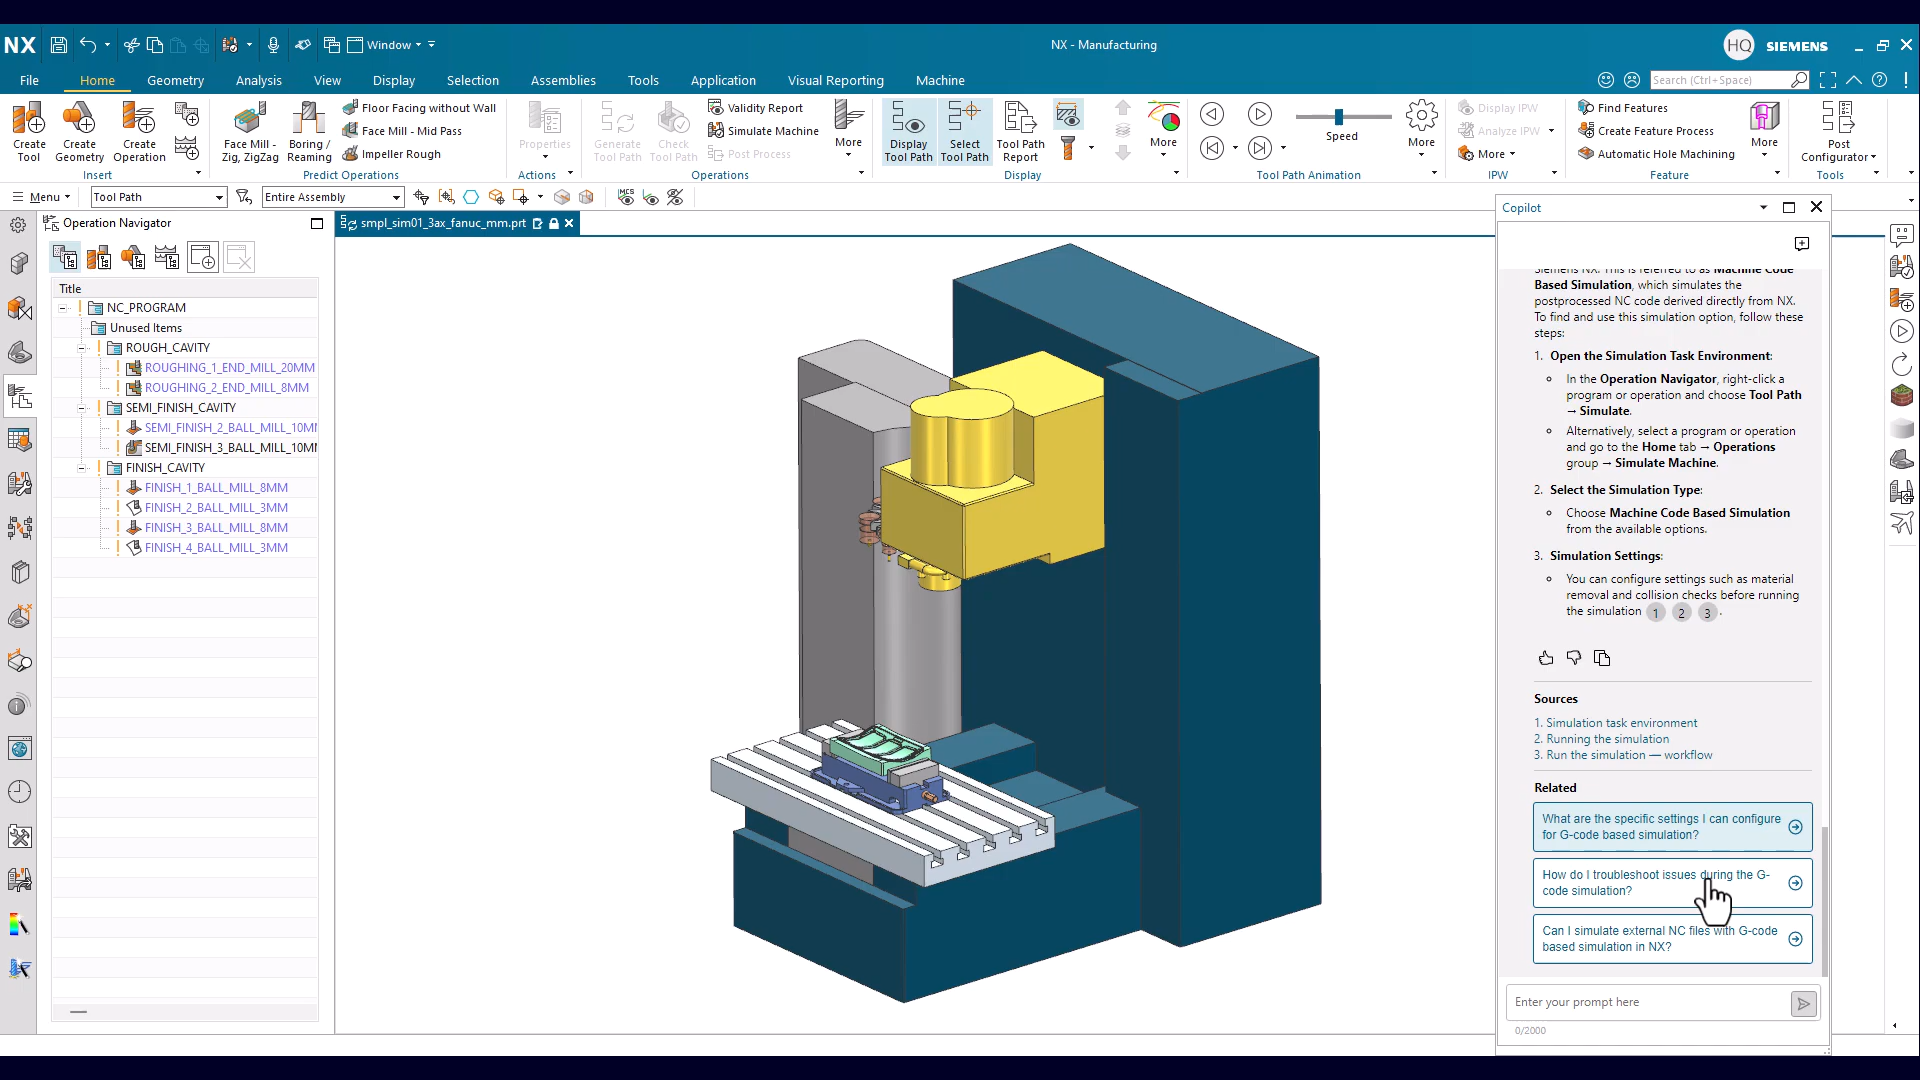 NX
Window
NX - Manufacturing
HQ
SIEMENS
File
Home
Geometry
Analysis
View
Display
Selection
Assemblies
Tools
Application
Visual Reporting
Machine
Search (Ctrl+Space)
Create Tool
Create Geometry
Create Operation
Insert
Face Mill - Zig, ZigZag
Boring / Reaming
Floor Facing without Wall
Face Mill - Mid Pass
Impeller Rough
Predict Operations
Properties
Actions
Generate Tool Path
Check Tool Path
Validity Report
Simulate Machine
Post Process
More
Operations
Display Tool Path
Select Tool Path
Tool Path Report
More
Display
Speed
More
Tool Path Animation
Display IPW
Analyze IPW
More
IPW
Find Features
Create Feature Process
Automatic Hole Machining
More
Feature
Post Configurator
Tools
Menu
Tool Path
Entire Assembly
MCS
Operation Navigator
smpl_sim01_3ax_fanuc_mm.prt
Title
NC_PROGRAM
Unused Items
ROUGH_CAVITY
ROUGHING_1_END_MILL_20MM
ROUGHING_2_END_MILL_8MM
SEMI_FINISH_CAVITY
SEMI_FINISH_2_BALL_MILL_10M
SEMI_FINISH_3_BALL_MILL_10M
FINISH_CAVITY
FINISH_1_BALL_MILL_8MM
FINISH_2_BALL_MILL_3MM
FINISH_3_BALL_MILL_8MM
FINISH_4_BALL_MILL_3MM
Copilot
Siemens NX. This is referred to as Machine Code
Based Simulation, which simulates the
postprocessed NC code derived directly from NX.
To find and use this simulation option, follow these
steps:
1. Open the Simulation Task Environment:
In the Operation Navigator, right-click a
program or operation and choose Tool Path
→ Simulate.
Alternatively, select a program or operation
and go to the Home tab → Operations
group → Simulate Machine.
2. Select the Simulation Type:
Choose Machine Code Based Simulation
from the available options.
3. Simulation Settings:
You can configure settings such as material
removal and collision checks before running
the simulation 1 2 3 .
Sources
1. Simulation task environment
2. Running the simulation
3. Run the simulation — workflow
Related
What are the specific settings I can configure
for G-code based simulation?
How do I troubleshoot issues during the G-
code simulation?
Can I simulate external NC files with G-code
based simulation in NX?
Enter your prompt here
0/2000